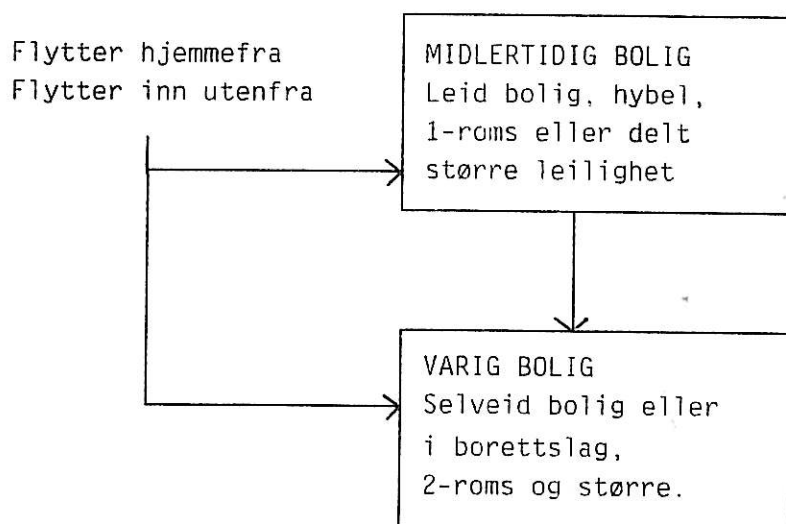 Flytter hjemmefra
Flytter inn utenfra
MIDLERTIDIG BOLIG
Leid bolig, hybel,
1-roms eller delt
større leilighet
VARIG BOLIG
Selveid bolig eller
i borettslag,
2-roms og større.